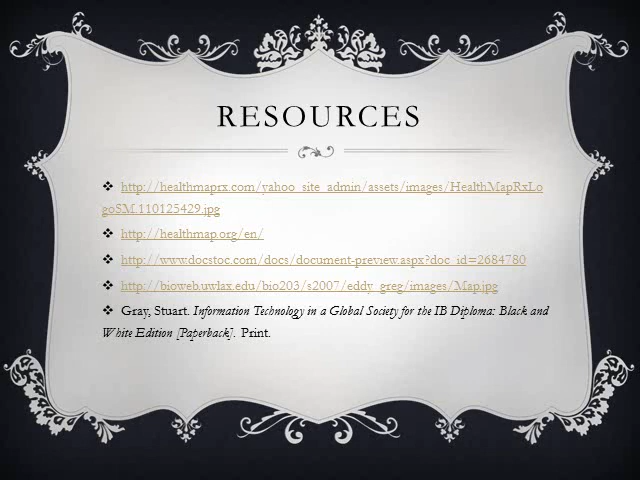 RESOURCES
❖ http://healthmaprx.com/yahoo_site_admin/assets/images/HealthMapRxLo
goSM.110125429.jpg
❖ http://healthmap.org/en/
❖ http://www.docstoc.com/docs/document-preview.aspx?doc_id=2684780
❖ http://bioweb.uwlax.edu/bio203/s2007/eddy_greg/images/Map.jpg
❖ Gray, Stuart. Information Technology in a Global Society for the IB Diploma: Black and
White Edition [Paperback]. Print.